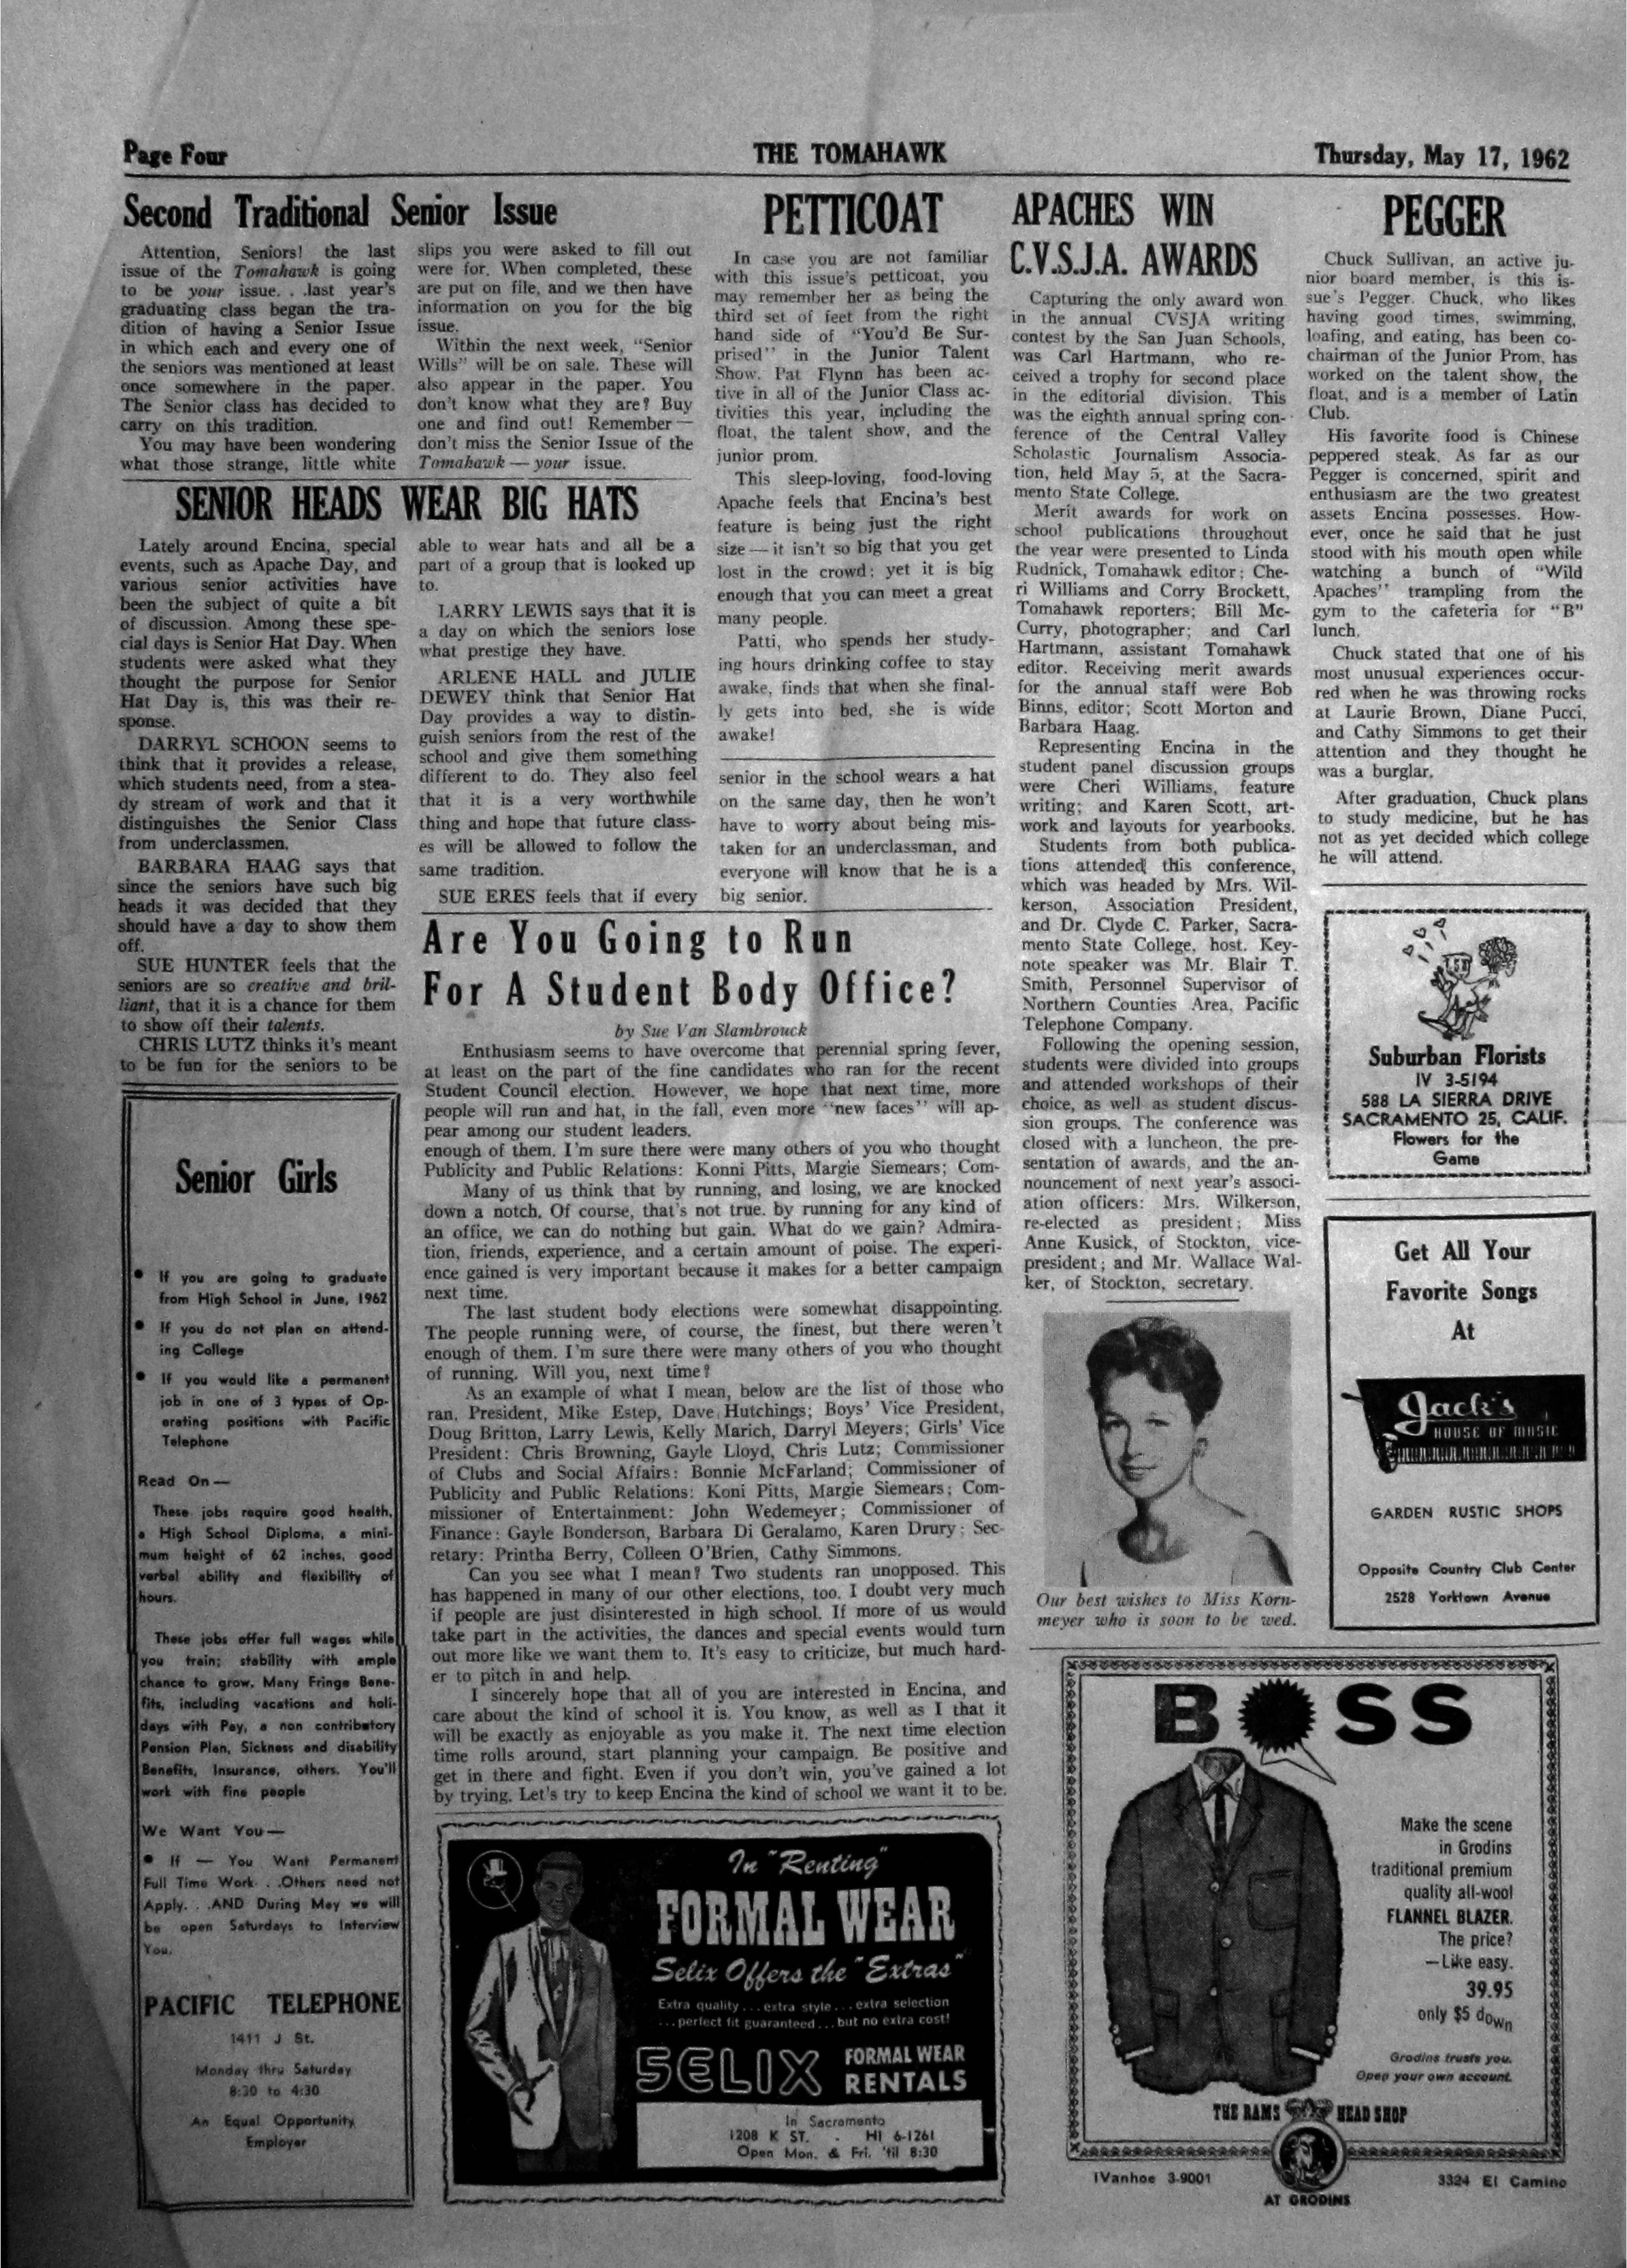 Page Four
THE TOMAHAWK
Thursday, May 17, 1962
Second Traditional Senior Issue
Attention, Seniors! the last
issue of the Tomahawk is going
to be your issue. . .last year's
graduating class began the tra-
dition of having a Senior Issue
in which each and every one of
the seniors was mentioned at least
once somewhere in the paper.
The Senior class has decided to
carry on this tradition.
You may have been wondering
what those strange, little white
slips you were asked to fill out
were for. When completed, these
are put on file, and we then have
information on you for the big
issue.
Within the next week, "Senior
Wills" will be on sale. These will
also appear in the paper. You
don't know what they are? Buy
one and find out! Remember—
don't miss the Senior Issue of the
Tomahawk — your issue.
SENIOR HEADS WEAR BIG HATS
Lately around Encina, special
events, such as Apache Day, and
various senior activities have
been the subject of quite a bit
of discussion. Among these spe-
cial days is Senior Hat Day. When
students were asked what they
thought the purpose for Senior
Hat Day is, this was their re-
sponse.
DARRYL SCHOON seems to
think that it provides a release,
which students need, from a stea-
dy stream of work and that it
distinguishes the Senior Class
from underclassmen.
BARBARA HAAG says that
since the seniors have such big
heads it was decided that they
should have a day to show them
off.
SUE HUNTER feels that the
seniors are so creative and bril-
liant, that it is a chance for them
to show off their talents.
CHRIS LUTZ thinks it's meant
to be fun for the seniors to be
able to wear hats and all be a
part of a group that is looked up
to.
LARRY LEWIS says that it is
a day on which the seniors lose
what prestige they have.
ARLENE HALL and JULIE
DEWEY think that Senior Hat
Day provides a way to distin-
guish seniors from the rest of the
school and give them something
different to do. They also feel
that it is a very worthwhile
thing and hope that future class-
es will be allowed to follow the
same tradition.
SUE ERES feels that if every
senior in the school wears a hat
on the same day, then he won't
have to worry about being mis-
taken for an underclassman, and
everyone will know that he is a
big senior.
PETTICOAT
In case you are not familiar
with this issue's petticoat, you
may remember her as being the
third set of feet from the right
hand side of "You'd Be Sur-
prised" in the Junior Talent
Show. Pat Flynn has been ac-
tive in all of the Junior Class ac-
tivities this year, including the
float, the talent show, and the
junior prom.
This sleep-loving, food-loving
Apache feels that Encina's best
feature is being just the right
size — it isn't so big that you get
lost in the crowd; yet it is big
enough that you can meet a great
many people.
Patti, who spends her study-
ing hours drinking coffee to stay
awake, finds that when she final-
ly gets into bed, she is wide
awake!
APACHES WIN
C.V.S.J.A. AWARDS
Capturing the only award won
in the annual CVSJA writing
contest by the San Juan Schools,
was Carl Hartmann, who re-
ceived a trophy for second place
in the editorial division. This
was the eighth annual spring con-
ference of the Central Valley
Scholastic Journalism Associa-
tion, held May 5, at the Sacra-
mento State College.
Merit awards for work on
school publications throughout
the year were presented to Linda
Rudnick, Tomahawk editor; Che-
ri Williams and Corry Brockett,
Tomahawk reporters; Bill Mc-
Curry, photographer; and Carl
Hartmann, assistant Tomahawk
editor. Receiving merit awards
for the annual staff were Bob
Binns, editor; Scott Morton and
Barbara Haag.
Representing Encina in the
student panel discussion groups
were Cheri Williams, feature
writing; and Karen Scott, art-
work and layouts for yearbooks.
Students from both publica-
tions attended this conference,
which was headed by Mrs. Wil-
kerson, Association President,
and Dr. Clyde C. Parker, Sacra-
mento State College, host. Key-
note speaker was Mr. Blair T.
Smith, Personnel Supervisor of
Northern Counties Area, Pacific
Telephone Company.
Following the opening session,
students were divided into groups
and attended workshops of their
choice, as well as student discus-
sion groups. The conference was
closed with a luncheon, the pre-
sentation of awards, and the an-
nouncement of next year's associ-
ation officers: Mrs. Wilkerson,
re-elected as president; Miss
Anne Kusick, of Stockton, vice-
president; and Mr. Wallace Wal-
ker, of Stockton, secretary.
Our best wishes to Miss Korn-
meyer who is soon to be wed.
PEGGER
Chuck Sullivan, an active ju-
nior board member, is this is-
sue's Pegger. Chuck, who likes
having good times, swimming,
loafing, and eating, has been co-
chairman of the Junior Prom, has
worked on the talent show, the
float, and is a member of Latin
Club.
His favorite food is Chinese
peppered steak. As far as our
Pegger is concerned, spirit and
enthusiasm are the two greatest
assets Encina possesses. How-
ever, once he said that he just
stood with his mouth open while
watching a bunch of "Wild
Apaches" trampling from the
gym to the cafeteria for "B"
lunch.
Chuck stated that one of his
most unusual experiences occur-
red when he was throwing rocks
at Laurie Brown, Diane Pucci,
and Cathy Simmons to get their
attention and they thought he
was a burglar.
After graduation, Chuck plans
to study medicine, but he has
not as yet decided which college
he will attend.
Are You Going to Run
For A Student Body Office?
by Sue Van Slambrouck
Enthusiasm seems to have overcome that perennial spring fever,
at least on the part of the fine candidates who ran for the recent
Student Council election. However, we hope that next time, more
people will run and hat, in the fall, even more "new faces" will ap-
pear among our student leaders.
enough of them. I'm sure there were many others of you who thought
Publicity and Public Relations: Konni Pitts, Margie Siemears; Com-
Many of us think that by running, and losing, we are knocked
down a notch. Of course, that's not true. by running for any kind of
an office, we can do nothing but gain. What do we gain? Admira-
tion, friends, experience, and a certain amount of poise. The experi-
ence gained is very important because it makes for a better campaign
next time.
The last student body elections were somewhat disappointing.
The people running were, of course, the finest, but there weren't
enough of them. I'm sure there were many others of you who thought
of running. Will you, next time?
As an example of what I mean, below are the list of those who
ran. President, Mike Estep, Dave Hutchings; Boys' Vice President,
Doug Britton, Larry Lewis, Kelly Marich, Darryl Meyers; Girls' Vice
President: Chris Browning, Gayle Lloyd, Chris Lutz; Commissioner
of Clubs and Social Affairs: Bonnie McFarland; Commissioner of
Publicity and Public Relations: Koni Pitts, Margie Siemears; Com-
missioner of Entertainment: John Wedemeyer; Commissioner of
Finance: Gayle Bonderson, Barbara Di Geralamo, Karen Drury; Sec-
retary: Printha Berry, Colleen O'Brien, Cathy Simmons.
Can you see what I mean? Two students ran unopposed. This
has happened in many of our other elections, too. I doubt very much
if people are just disinterested in high school. If more of us would
take part in the activities, the dances and special events would turn
out more like we want them to. It's easy to criticize, but much hard-
er to pitch in and help.
I sincerely hope that all of you are interested in Encina, and
care about the kind of school it is. You know, as well as I that it
will be exactly as enjoyable as you make it. The next time election
time rolls around, start planning your campaign. Be positive and
get in there and fight. Even if you don't win, you've gained a lot
by trying. Let's try to keep Encina the kind of school we want it to be.
Senior Girls
• If you are going to graduate
from High School in June, 1962
• If you do not plan on attend-
ing College
• If you would like a permanent
job in one of 3 types of Op-
erating positions with Pacific
Telephone
Read On—
These jobs require good health,
a High School Diploma, a mini-
mum height of 62 inches, good
verbal ability and flexibility of
hours.
These jobs offer full wages while
you train; stability with ample
chance to grow. Many Fringe Bene-
fits, including vacations and holi-
days with Pay, a non contributory
Pension Plan, Sickness and disability
Benefits, Insurance, others. You'll
work with fine people
We Want You—
• If — You Want Permanent
Full Time Work. . .Others need not
Apply. . .AND During May we will
be open Saturdays to Interview
You.
PACIFIC TELEPHONE
1411 J St.
Monday thru Saturday
8:30 to 4:30
An Equal Opportunity
Employer
In "Renting"
FORMAL WEAR
Selix Offers the "Extras"
Extra quality...extra style...extra selection
...perfect fit guaranteed...but no extra cost!
SELIX FORMAL WEAR
RENTALS
In Sacramento
1208 K ST. - HI 6-1261
Open Mon. & Fri. 'til 8:30
Suburban Florists
IV 3-5194
588 LA SIERRA DRIVE
SACRAMENTO 25, CALIF.
Flowers for the
Game
Get All Your
Favorite Songs
At
Jack's
HOUSE OF MUSIC
GARDEN RUSTIC SHOPS
Opposite Country Club Center
2528 Yorktown Avenue
BOSS
Make the scene
in Grodins
traditional premium
quality all-wool
FLANNEL BLAZER.
The price?
—Like easy.
39.95
only $5 down
Grodins trusts you.
Open your own account.
THE RAMS HEAD SHOP
IVanhoe 3-9001
AT GRODINS
3324 El Camino